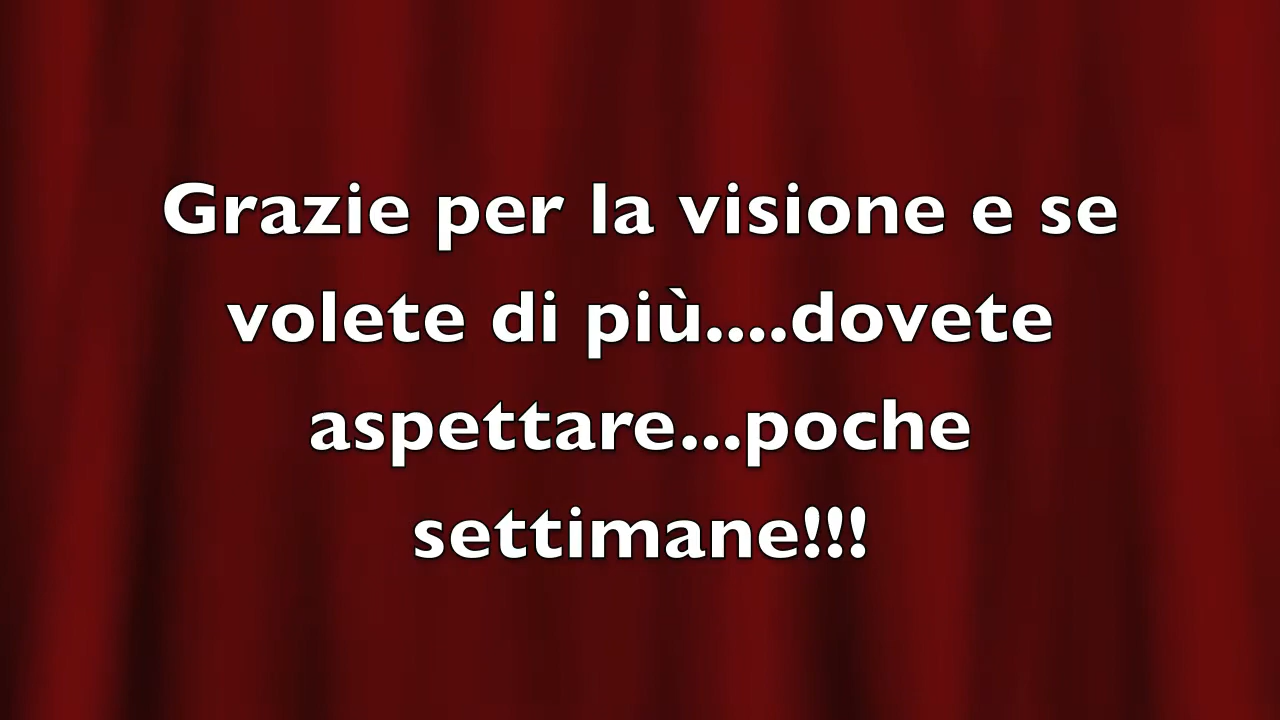 Grazie per la visione e se
volete di più....dovete
aspettare...poche
settimane!!!